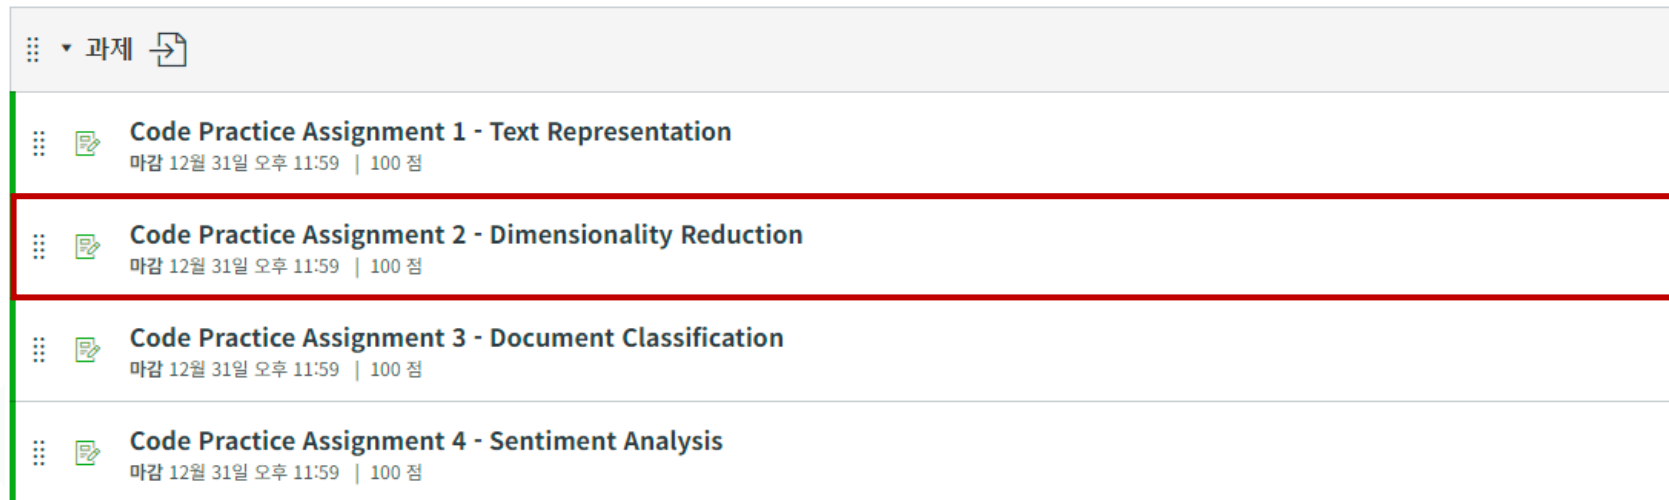 과제
Code Practice Assignment 1 - Text Representation
마감 12월 31일 오후 11:59 | 100 점
Code Practice Assignment 2 - Dimensionality Reduction
마감 12월 31일 오후 11:59 | 100 점
Code Practice Assignment 3 - Document Classification
마감 12월 31일 오후 11:59 | 100 점
Code Practice Assignment 4 - Sentiment Analysis
마감 12월 31일 오후 11:59 | 100 점